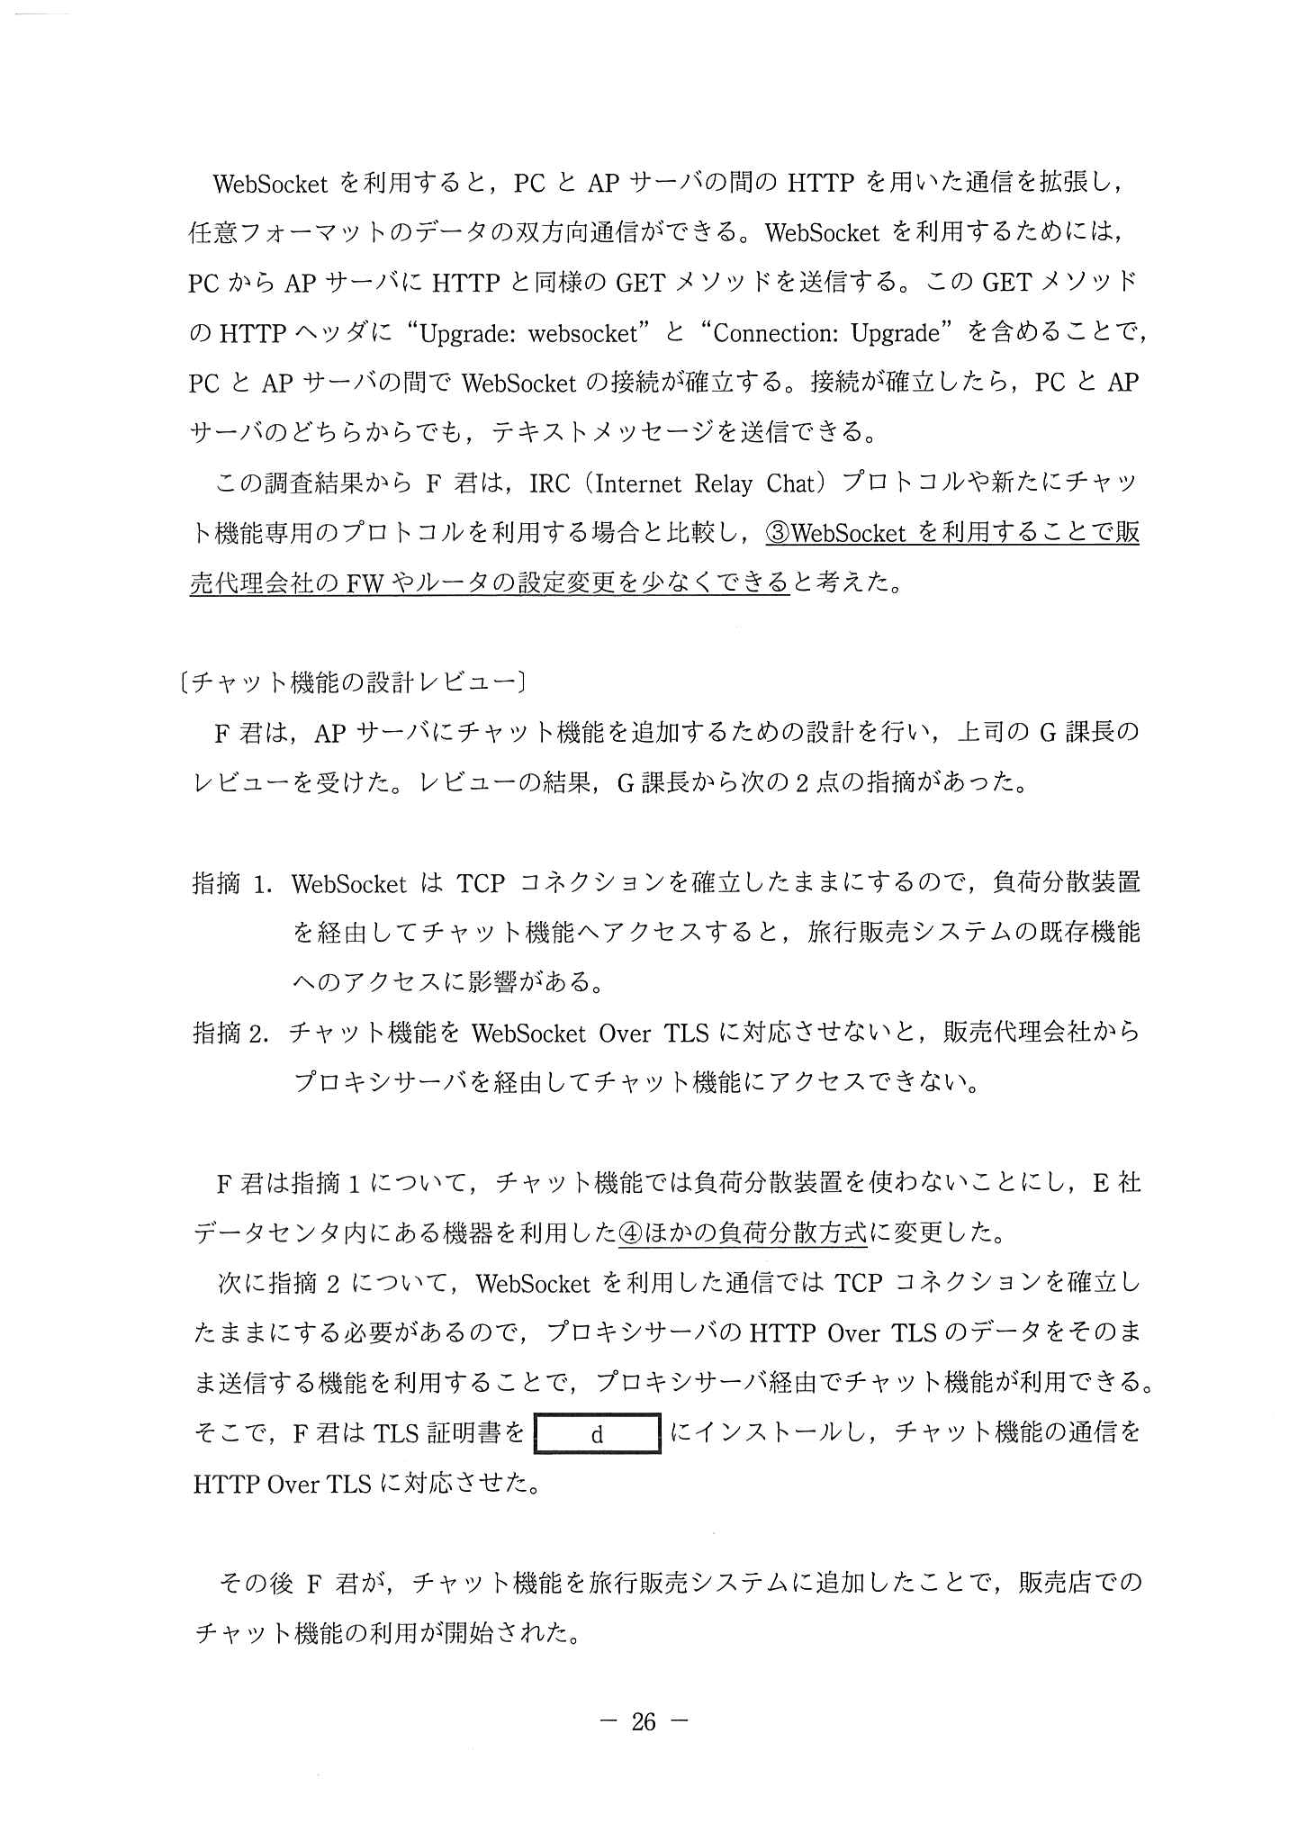 WebSocket を利用すると，PC と AP サーバの間の HTTP を用いた通信を拡張し，
任意フォーマットのデータの双方向通信ができる。WebSocket を利用するためには，
PC から AP サーバに HTTP と同様の GET メソッドを送信する。この GET メソッド
の HTTP ヘッダに “Upgrade: websocket” と “Connection: Upgrade” を含めることで，
PC と AP サーバの間で WebSocket の接続が確立する。接続が確立したら，PC と AP
サーバのどちらからでも，テキストメッセージを送信できる。
この調査結果から F 君は，IRC（Internet Relay Chat）プロトコルや新たにチャッ
ト機能専用のプロトコルを利用する場合と比較し，③WebSocket を利用することで販
売代理会社の FW やルータの設定変更を少なくできると考えた。
〔チャット機能の設計レビュー〕
F 君は，AP サーバにチャット機能を追加するための設計を行い，上司の G 課長の
レビューを受けた。レビューの結果，G 課長から次の 2 点の指摘があった。
指摘 1. WebSocket は TCP コネクションを確立したままにするので，負荷分散装置
を経由してチャット機能へアクセスすると，旅行販売システムの既存機能
へのアクセスに影響がある。
指摘 2. チャット機能を WebSocket Over TLS に対応させないと，販売代理会社から
プロキシサーバを経由してチャット機能にアクセスできない。
F 君は指摘 1 について，チャット機能では負荷分散装置を使わないことにし，E 社
データセンタ内にある機器を利用した④ほかの負荷分散方式に変更した。
次に指摘 2 について，WebSocket を利用した通信では TCP コネクションを確立し
たままにする必要があるので，プロキシサーバの HTTP Over TLS のデータをそのま
ま送信する機能を利用することで，プロキシサーバ経由でチャット機能が利用できる。
そこで，F 君は TLS 証明書を d にインストールし，チャット機能の通信を
HTTP Over TLS に対応させた。
その後 F 君が，チャット機能を旅行販売システムに追加したことで，販売店での
チャット機能の利用が開始された。
－ 26 －